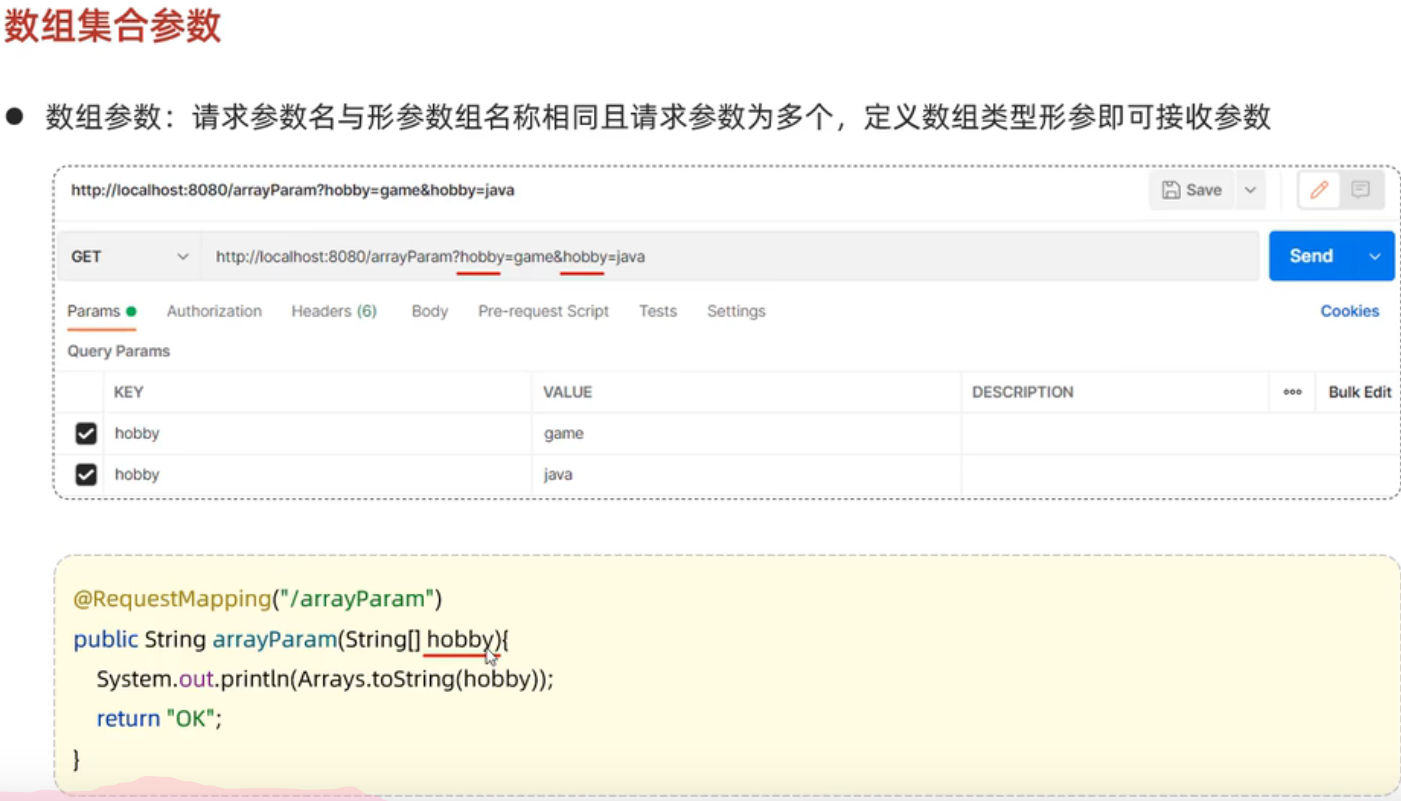 数组集合参数
● 数组参数：请求参数名与形参数组名称相同且请求参数为多个，定义数组类型形参即可接收参数
http://localhost:8080/arrayParam?hobby=game&hobby=java
Save
GET http://localhost:8080/arrayParam?hobby=game&hobby=java Send
Params Authorization Headers (6) Body Pre-request Script Tests Settings Cookies
Query Params
KEY VALUE DESCRIPTION ooo Bulk Edit
hobby game
hobby java
@RequestMapping("/arrayParam")
public String arrayParam(String[] hobby){
System.out.println(Arrays.toString(hobby));
return "OK";
}